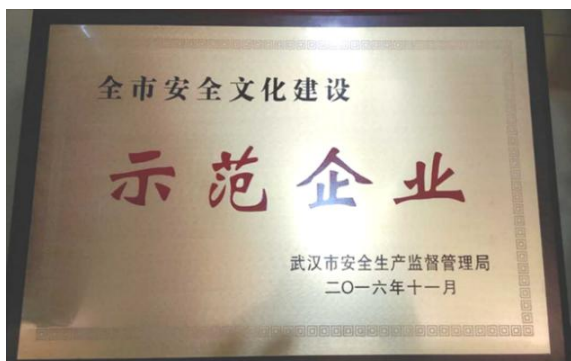 全市安全文化建设
示范企业
武汉市安全生产监督管理局
二〇一六年十一月